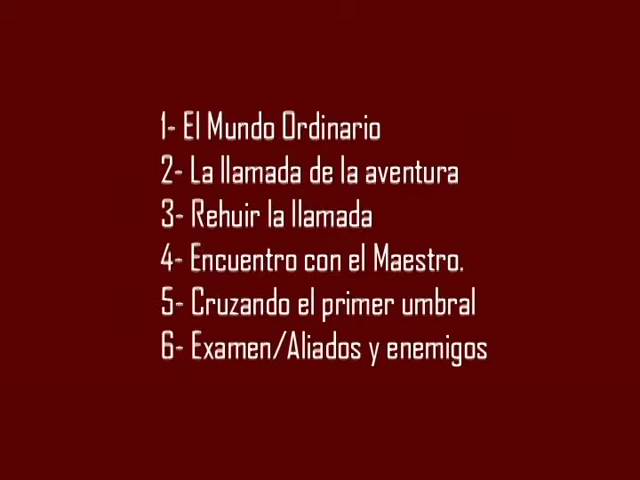 1- El Mundo Ordinario
2- La llamada de la aventura
3- Rehuir la llamada
4- Encuentro con el Maestro.
5- Cruzando el primer umbral
6- Examen/Aliados y enemigos